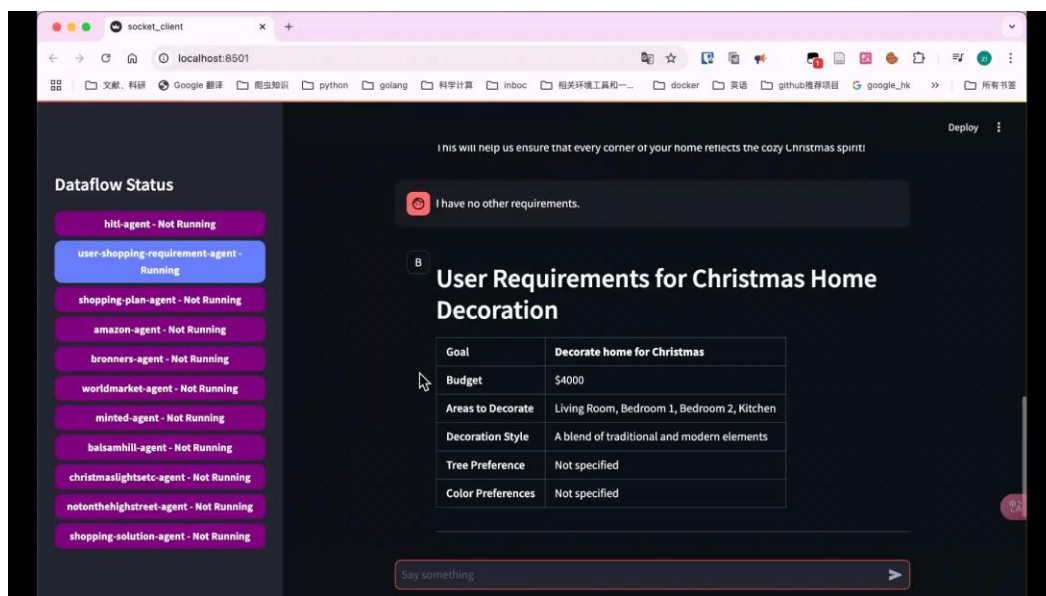 socket_client
localhost:8501
文献、科研
Google 翻译
爬虫知识
python
golang
科学计算
inboc
相关环境工具和一...
docker
英语
github推荐项目
google_hk
所有书签
Deploy
This will help us ensure that every corner of your home reflects the cozy Christmas spirit!
Dataflow Status
hitl-agent - Not Running
user-shopping-requirement-agent -
Running
shopping-plan-agent - Not Running
amazon-agent - Not Running
bronners-agent - Not Running
worldmarket-agent - Not Running
minted-agent - Not Running
balsamhill-agent - Not Running
christmaslightsetc-agent - Not Running
notonthehighstreet-agent - Not Running
shopping-solution-agent - Not Running
I have no other requirements.
B
User Requirements for Christmas Home
Decoration
Goal Decorate home for Christmas
Budget $4000
Areas to Decorate Living Room, Bedroom 1, Bedroom 2, Kitchen
Decoration Style A blend of traditional and modern elements
Tree Preference Not specified
Color Preferences Not specified
Say something